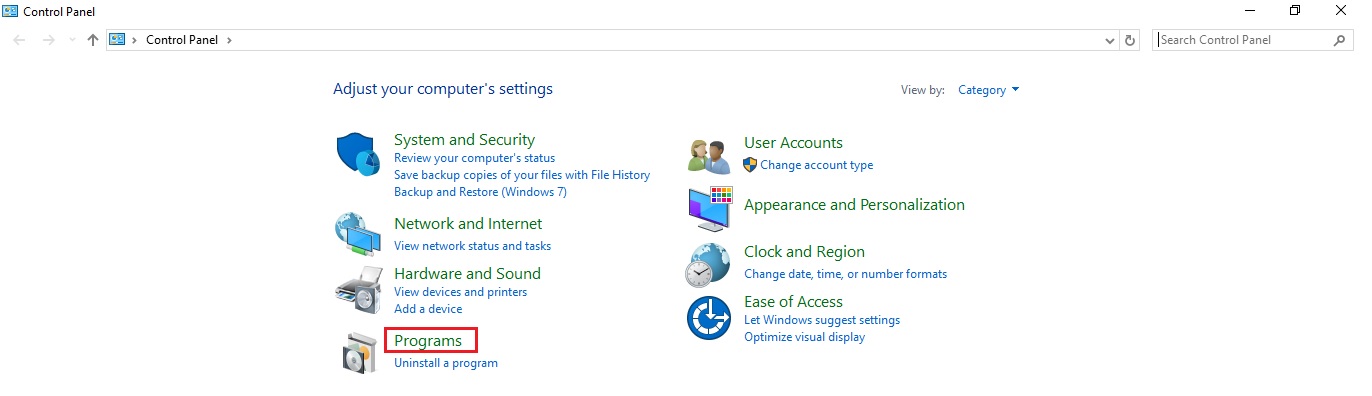 Control Panel
Control Panel
Search Control Panel
Adjust your computer's settings
View by: Category
System and Security
Review your computer's status
Save backup copies of your files with File History
Backup and Restore (Windows 7)
Network and Internet
View network status and tasks
Hardware and Sound
View devices and printers
Add a device
Programs
Uninstall a program
User Accounts
Change account type
Appearance and Personalization
Clock and Region
Change date, time, or number formats
Ease of Access
Let Windows suggest settings
Optimize visual display